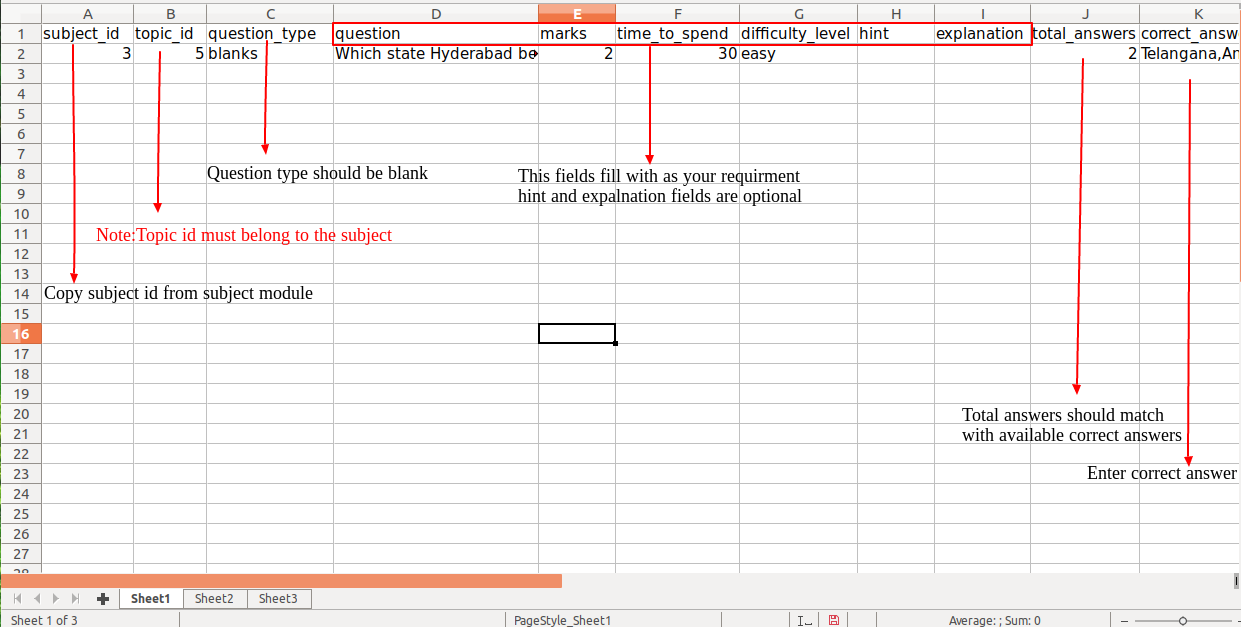 A B C D E F G H I J K
1 subject_id topic_id question_type question marks time_to_spend difficulty_level hint explanation total_answers correct_answ
2 3 5 blanks Which state Hyderabad be 2 30 easy 2 Telangana,An
3
4
5
6
7
8 Question type should be blank This fields fill with as your requirment
9 hint and expalnation fields are optional
10
11 Note:Topic id must belong to the subject
12
13
14 Copy subject id from subject module
15
16
17
18
19
20 Total answers should match
21 with available correct answers
22
23 Enter correct answer
24
25
26
27
28
Sheet1 Sheet2 Sheet3
Sheet 1 of 3 PageStyle_Sheet1 Average: ; Sum: 0